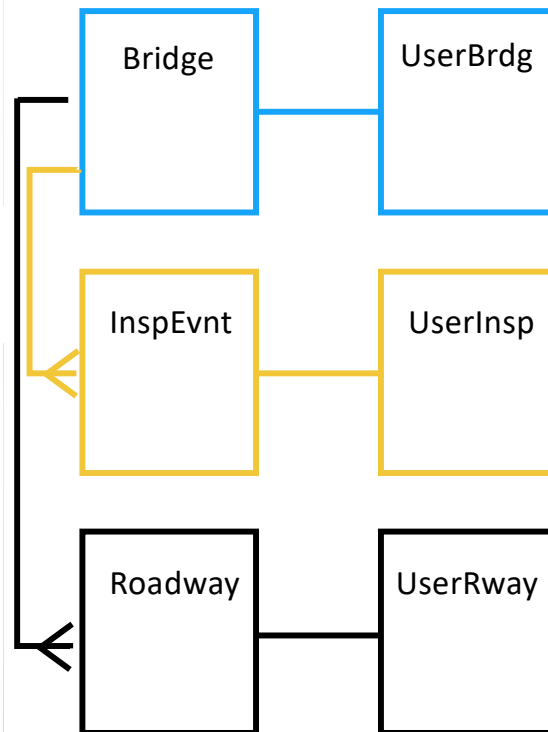 Bridge
UserBrdg
InspEvnt
UserInsp
Roadway
UserRway